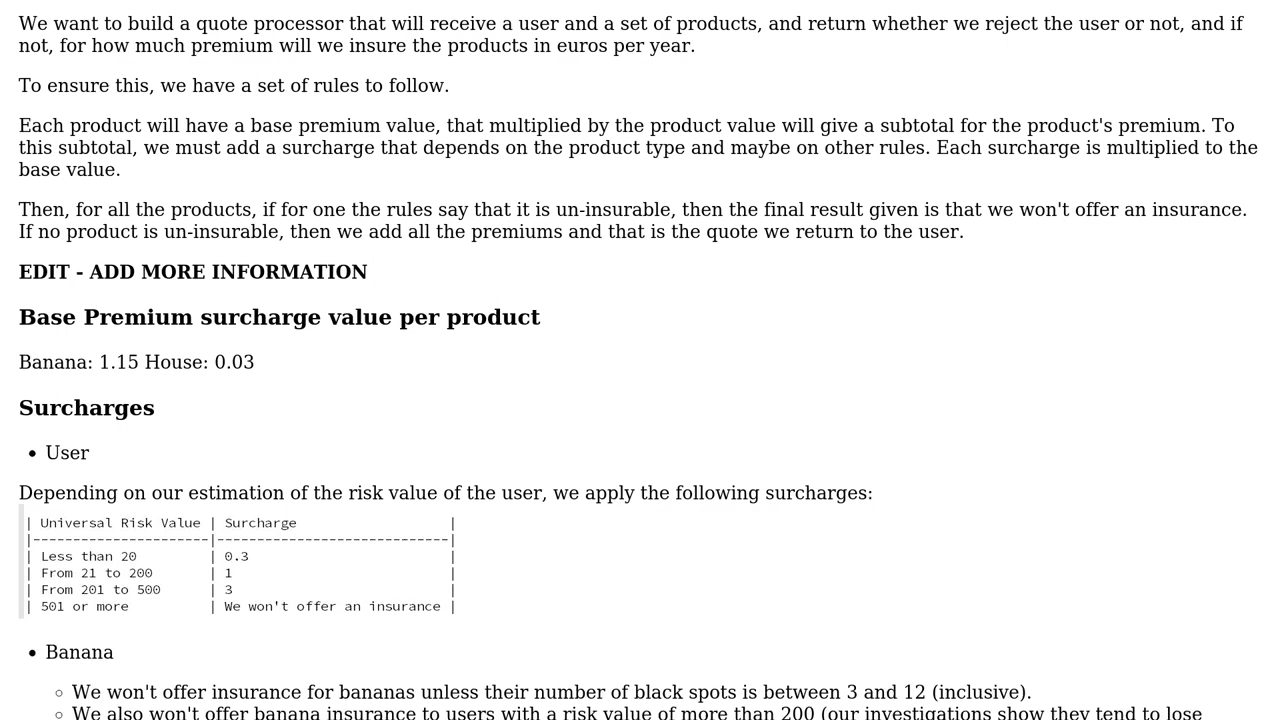 We want to build a quote processor that will receive a user and a set of products, and return whether we reject the user or not, and if
not, for how much premium will we insure the products in euros per year.
To ensure this, we have a set of rules to follow.
Each product will have a base premium value, that multiplied by the product value will give a subtotal for the product's premium. To
this subtotal, we must add a surcharge that depends on the product type and maybe on other rules. Each surcharge is multiplied to the
base value.
Then, for all the products, if for one the rules say that it is un-insurable, then the final result given is that we won't offer an insurance.
If no product is un-insurable, then we add all the premiums and that is the quote we return to the user.
EDIT - ADD MORE INFORMATION
Base Premium surcharge value per product
Banana: 1.15 House: 0.03
Surcharges
• User
Depending on our estimation of the risk value of the user, we apply the following surcharges:
| Universal Risk Value | Surcharge                  |
|----------------------|----------------------------|
| Less than 20         | 0.3                        |
| From 21 to 200       | 1                          |
| From 201 to 500      | 3                          |
| 501 or more          | We won't offer an insurance |
• Banana
◦ We won't offer insurance for bananas unless their number of black spots is between 3 and 12 (inclusive).
◦ We also won't offer banana insurance to users with a risk value of more than 200 (our investigations show they tend to lose